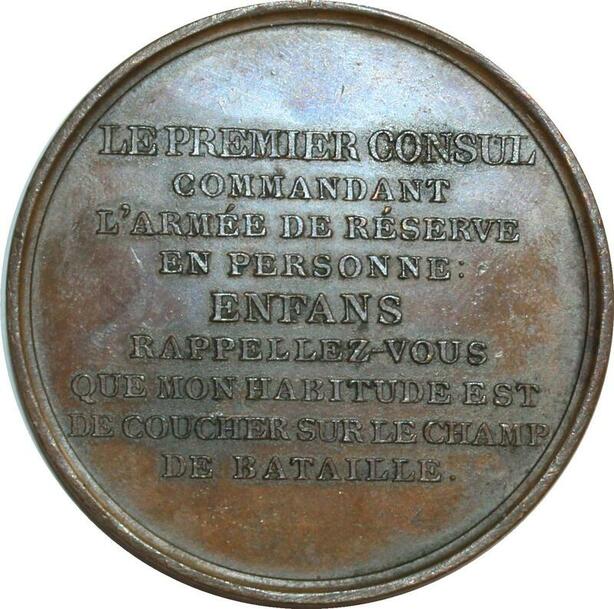 LE PREMIER CONSUL
COMMANDANT
L'ARMÉE DE RÉSERVE
EN PERSONNE:
ENFANS
RAPPELLEZ-VOUS
QUE MON HABITUDE EST
DE COUCHER SUR LE CHAMP
DE BATAILLE.